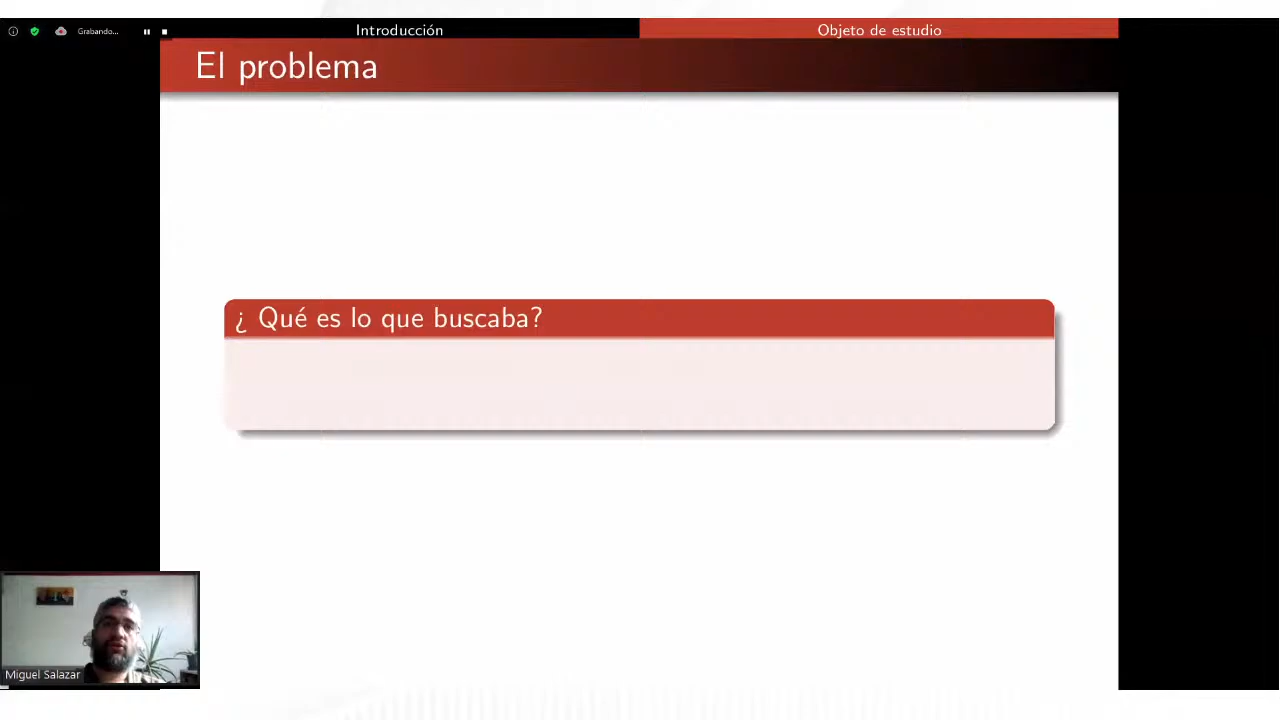 Grabando...
Introducción
Objeto de estudio
El problema
¿ Qué es lo que buscaba?
Miguel Salazar